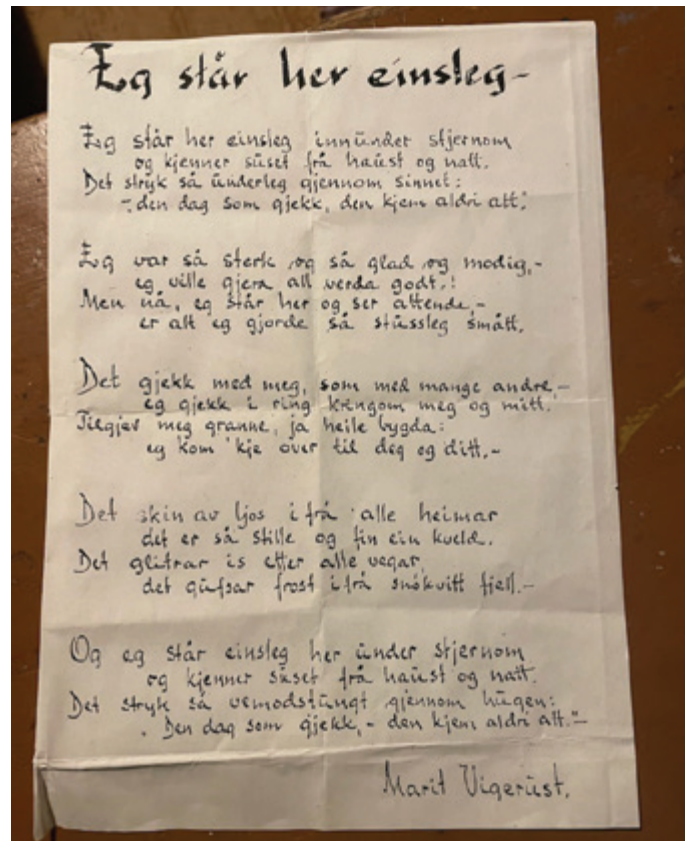 Eg står her einsleg-
Eg står her einsleg innunder stjernom
og kjenner suset frå haust og natt.
Det stryk så underleg gjennom sinnet:
"den dag som gjekk, den kjem aldri att."
Eg var så sterk og så glad og modig,-
eg ville gjera all verda godt.!
Men nå, eg står her og ser attende,-
er alt eg gjorde så stussleg smått.
Det gjekk med meg, som med mange andre,-
eg gjekk i ring kringom meg og mitt.
Tilgjev meg granne, ja heile bygda:
eg kom 'kje over til deg og ditt.-
Det skin av ljos ifrå alle heimar
det er så stille og fin ein kveld.
Det glitrar is etter alle vegar,
det gufsar frost ifrå snøkvitt fjell.-
Og eg står einsleg her under stjernom
og kjenner suset frå haust og natt.
Det stryk så vemodstungt gjennom hugen:
"Den dag som gjekk,- den kjem aldri att."-
Marit Vigerust.